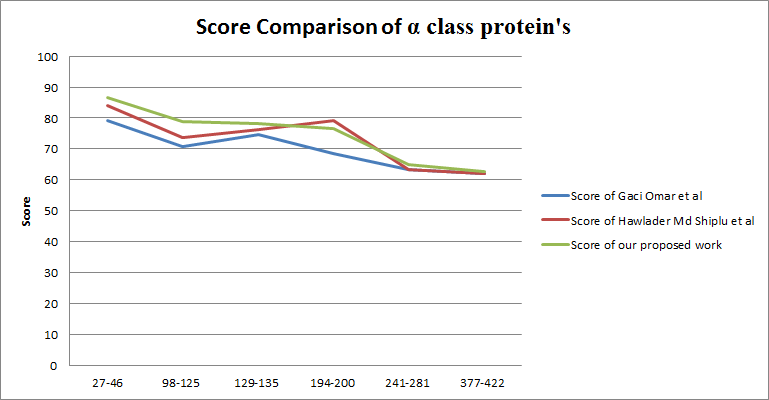 Score Comparison of α class protein's
100
90
80
70
60
50
40
30
20
10
0
Score
27-46 98-125 129-135 194-200 241-281 377-422
Score of Gaci Omar et al
Score of Hawlader Md Shiplu et al
Score of our proposed work